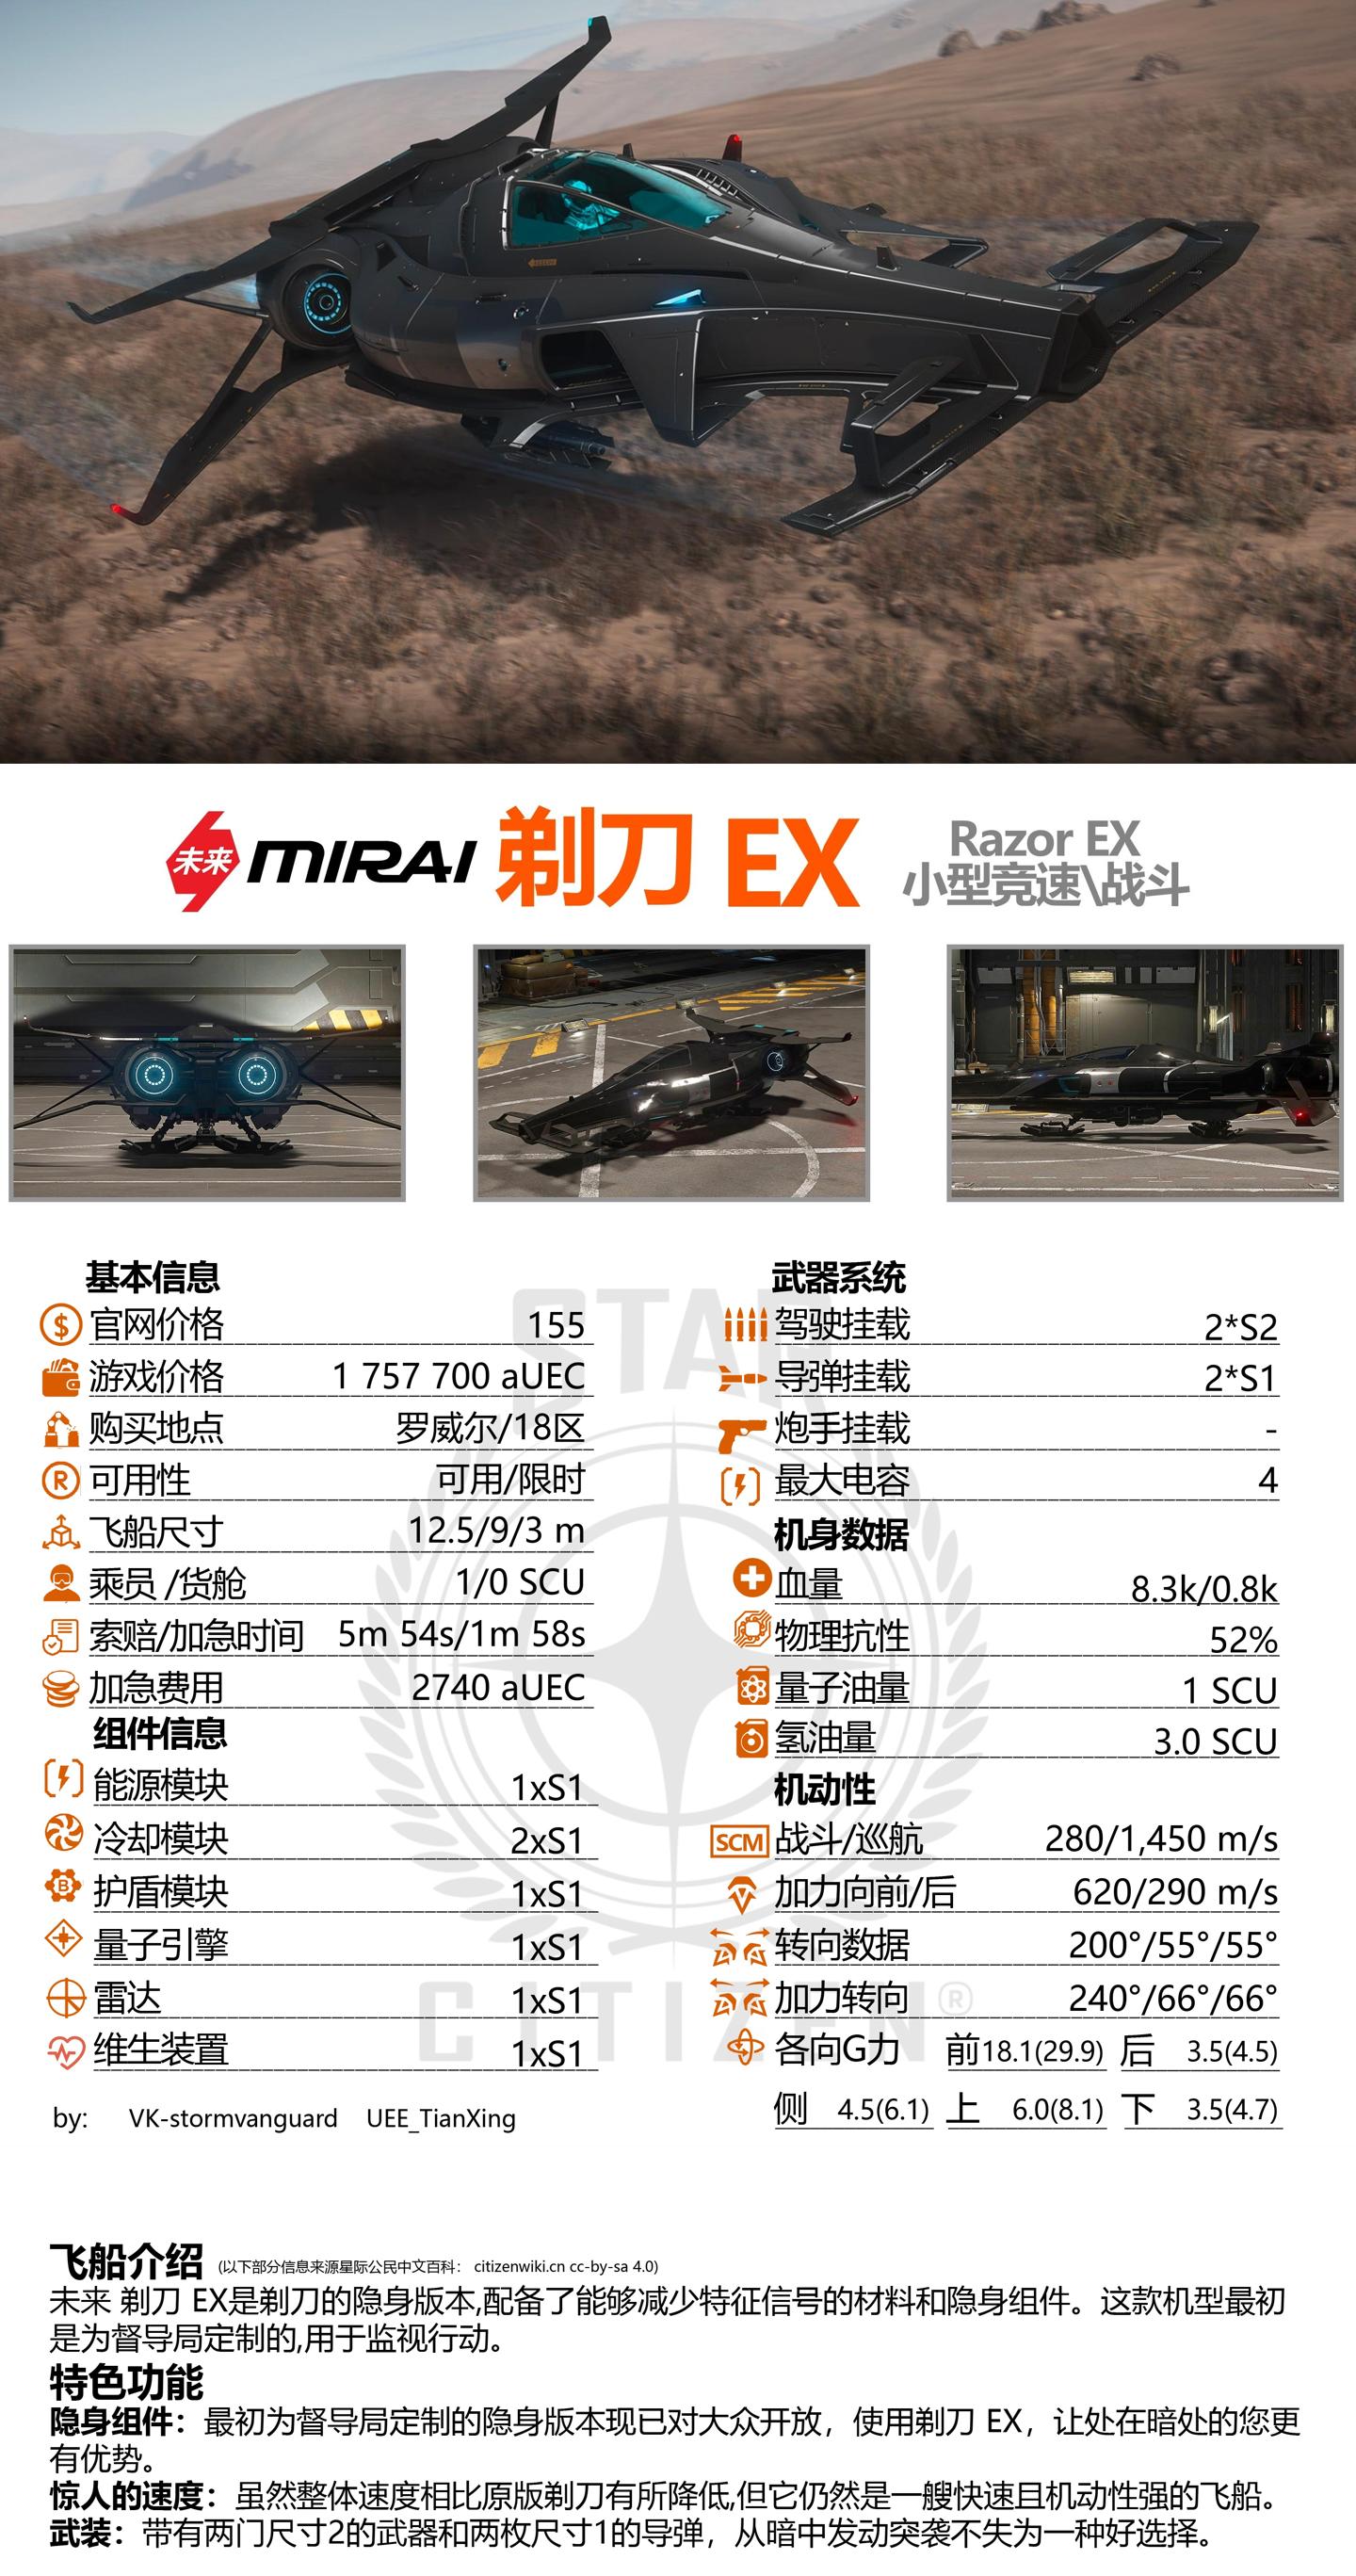 未来 MIRAI 剃刀 EX
Razor EX
小型竞速\战斗
STAR
CITIZEN®
基本信息
官网价格 155
游戏价格 1 757 700 aUEC
购买地点 罗威尔/18区
可用性 可用/限时
飞船尺寸 12.5/9/3 m
乘员 /货舱 1/0 SCU
索赔/加急时间 5m 54s/1m 58s
加急费用 2740 aUEC
组件信息
能源模块 1xS1
冷却模块 2xS1
护盾模块 1xS1
量子引擎 1xS1
雷达 1xS1
维生装置 1xS1
by: VK-stormvanguard UEE_TianXing
武器系统
驾驶挂载 2*S2
导弹挂载 2*S1
炮手挂载 -
最大电容 4
机身数据
血量 8.3k/0.8k
物理抗性 52%
量子油量 1 SCU
氢油量 3.0 SCU
机动性
SCM 战斗/巡航 280/1,450 m/s
加力向前/后 620/290 m/s
转向数据 200°/55°/55°
加力转向 240°/66°/66°
各向G力 前18.1(29.9) 后 3.5(4.5)
侧 4.5(6.1) 上 6.0(8.1) 下 3.5(4.7)
飞船介绍 (以下部分信息来源星际公民中文百科： citizenwiki.cn cc-by-sa 4.0)
未来 剃刀 EX是剃刀的隐身版本,配备了能够减少特征信号的材料和隐身组件。这款机型最初
是为督导局定制的,用于监视行动。
特色功能
隐身组件：最初为督导局定制的隐身版本现已对大众开放，使用剃刀 EX，让处在暗处的您更
有优势。
惊人的速度：虽然整体速度相比原版剃刀有所降低,但它仍然是一艘快速且机动性强的飞船。
武装：带有两门尺寸2的武器和两枚尺寸1的导弹，从暗中发动突袭不失为一种好选择。